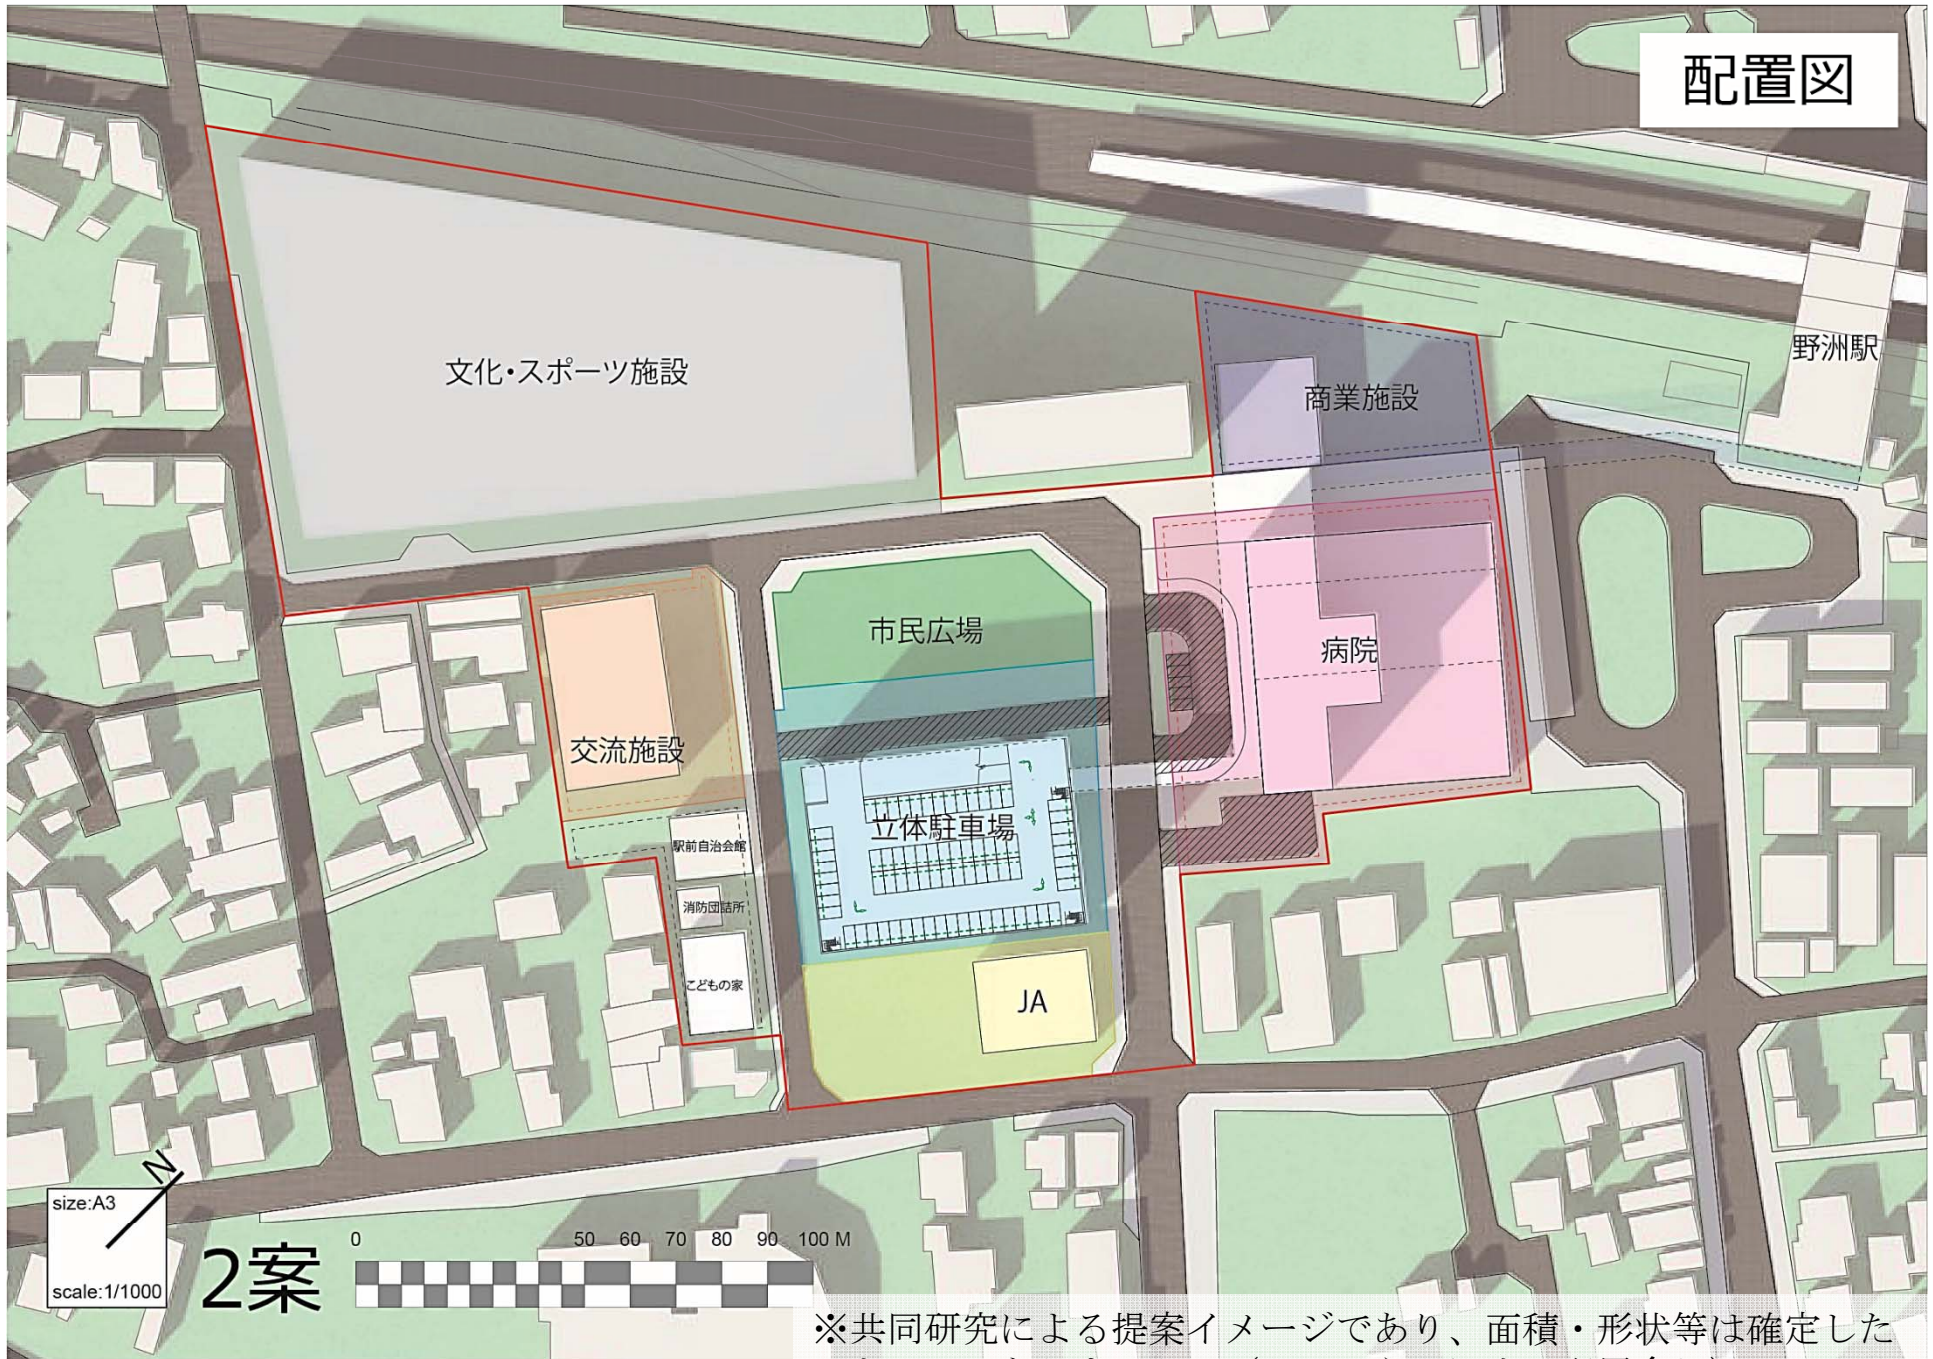 配置図
野洲駅
文化・スポーツ施設
商業施設
市民広場
病院
交流施設
立体駐車場
駅前自治会館
消防団詰所
こどもの家
JA
N
size:A3
scale:1/1000
2案
0 50 60 70 80 90 100 M
※共同研究による提案イメージであり、面積・形状等は確定した